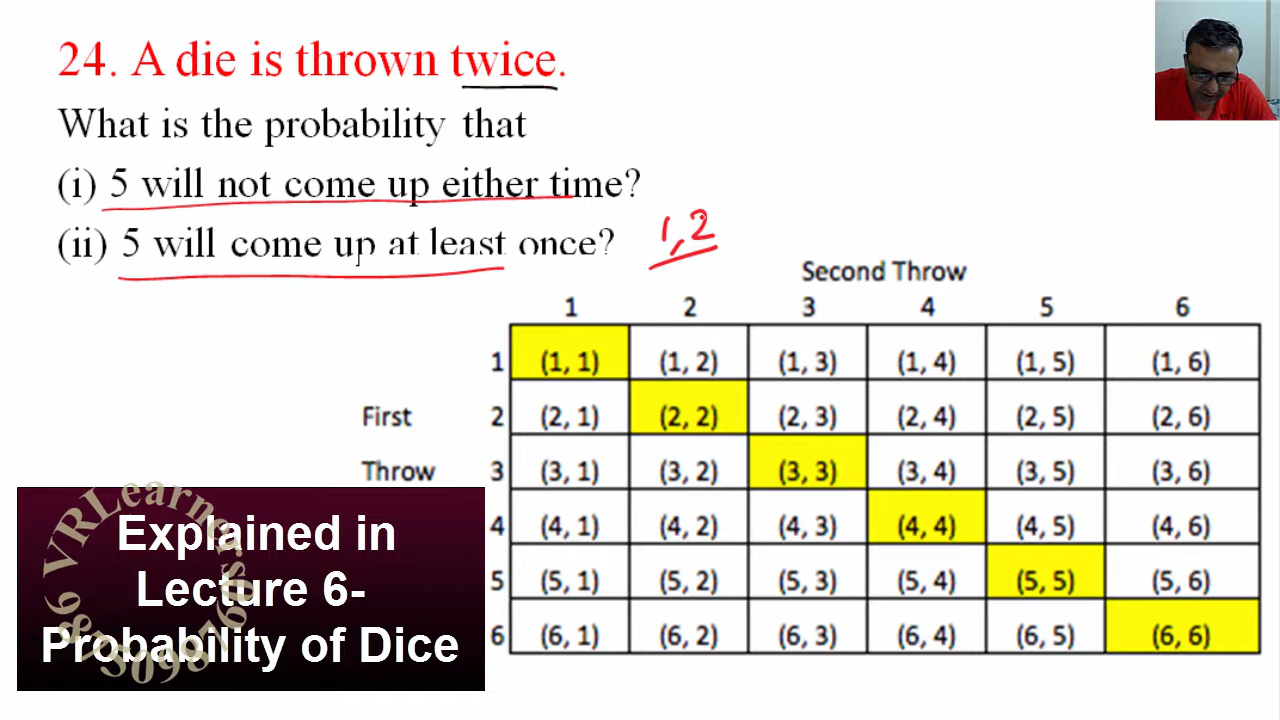 24. A die is thrown twice.
What is the probability that
(i) 5 will not come up either time?
(ii) 5 will come up at least once?
1,2
Second Throw
1 2 3 4 5 6
1 (1, 1) (1, 2) (1, 3) (1, 4) (1, 5) (1, 6)
First 2 (2, 1) (2, 2) (2, 3) (2, 4) (2, 5) (2, 6)
Throw 3 (3, 1) (3, 2) (3, 3) (3, 4) (3, 5) (3, 6)
4 (4, 1) (4, 2) (4, 3) (4, 4) (4, 5) (4, 6)
5 (5, 1) (5, 2) (5, 3) (5, 4) (5, 5) (5, 6)
6 (6, 1) (6, 2) (6, 3) (6, 4) (6, 5) (6, 6)
Explained in
Lecture 6-
Probability of Dice
VRLearners